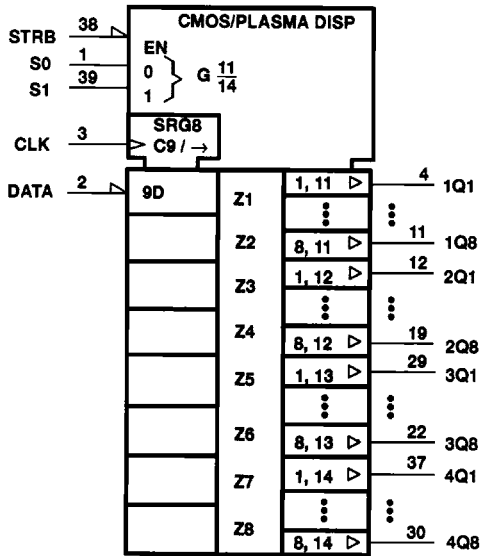 CMOS/PLASMA DISP
STRB 38
EN
S0 1
0
G 11/14
S1 39
1
SRG8
CLK 3
C9 / →
DATA 2
9D
Z1
1, 11 ▷ 4 1Q1
Z2
8, 11 ▷ 11 1Q8
1, 12 ▷ 12 2Q1
Z3
Z4
8, 12 ▷ 19 2Q8
1, 13 ▷ 29 3Q1
Z5
Z6
8, 13 ▷ 22 3Q8
1, 14 ▷ 37 4Q1
Z7
Z8
8, 14 ▷ 30 4Q8